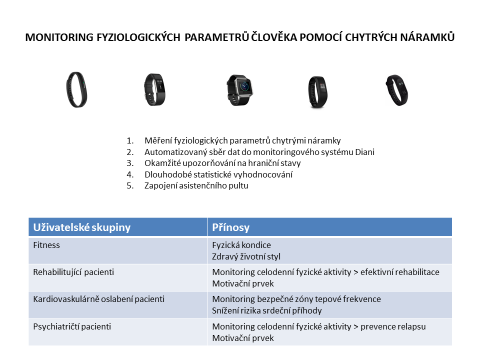 MONITORING FYZIOLOGICKÝCH PARAMETRŮ ČLOVĚKA POMOCÍ CHYTRÝCH NÁRAMKŮ
1. Měření fyziologických parametrů chytrými náramky
2. Automatizovaný sběr dat do monitoringového systému Diani
3. Okamžité upozorňování na hraniční stavy
4. Dlouhodobé statistické vyhodnocování
5. Zapojení asistenčního pultu
Uživatelské skupiny Přínosy
Fitness Fyzická kondice
Zdravý životní styl
Rehabilitující pacienti Monitoring celodenní fyzické aktivity > efektivní rehabilitace
Motivační prvek
Kardiovaskulárně oslabení pacienti Monitoring bezpečné zóny tepové frekvence
Snížení rizika srdeční příhody
Psychiatričtí pacienti Monitoring celodenní fyzické aktivity > prevence relapsu
Motivační prvek